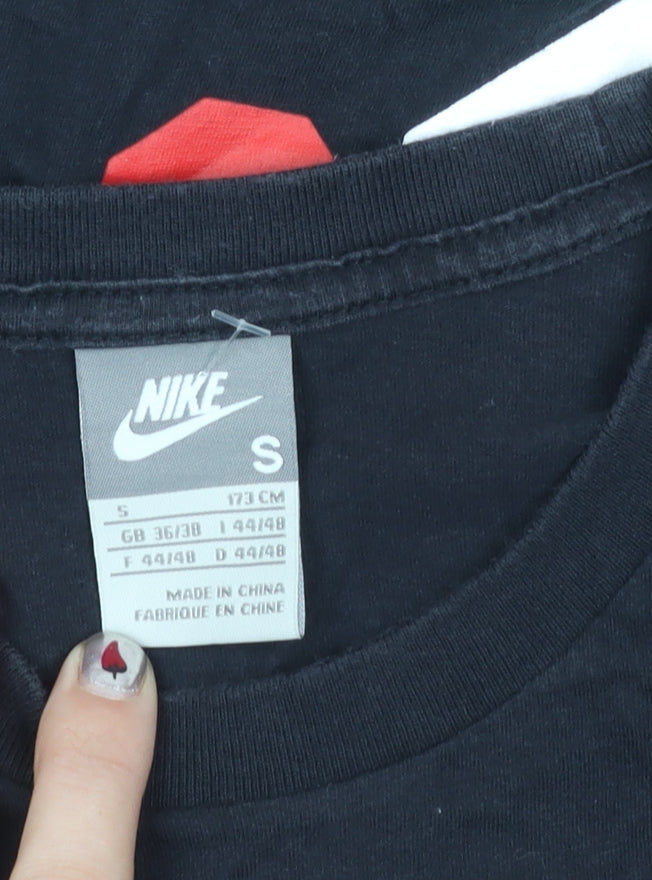 NIKE
S
S 173 CM
GB 36/38 I 44/48
F 44/48 D 44/48
MADE IN CHINA
FABRIQUE EN CHINE